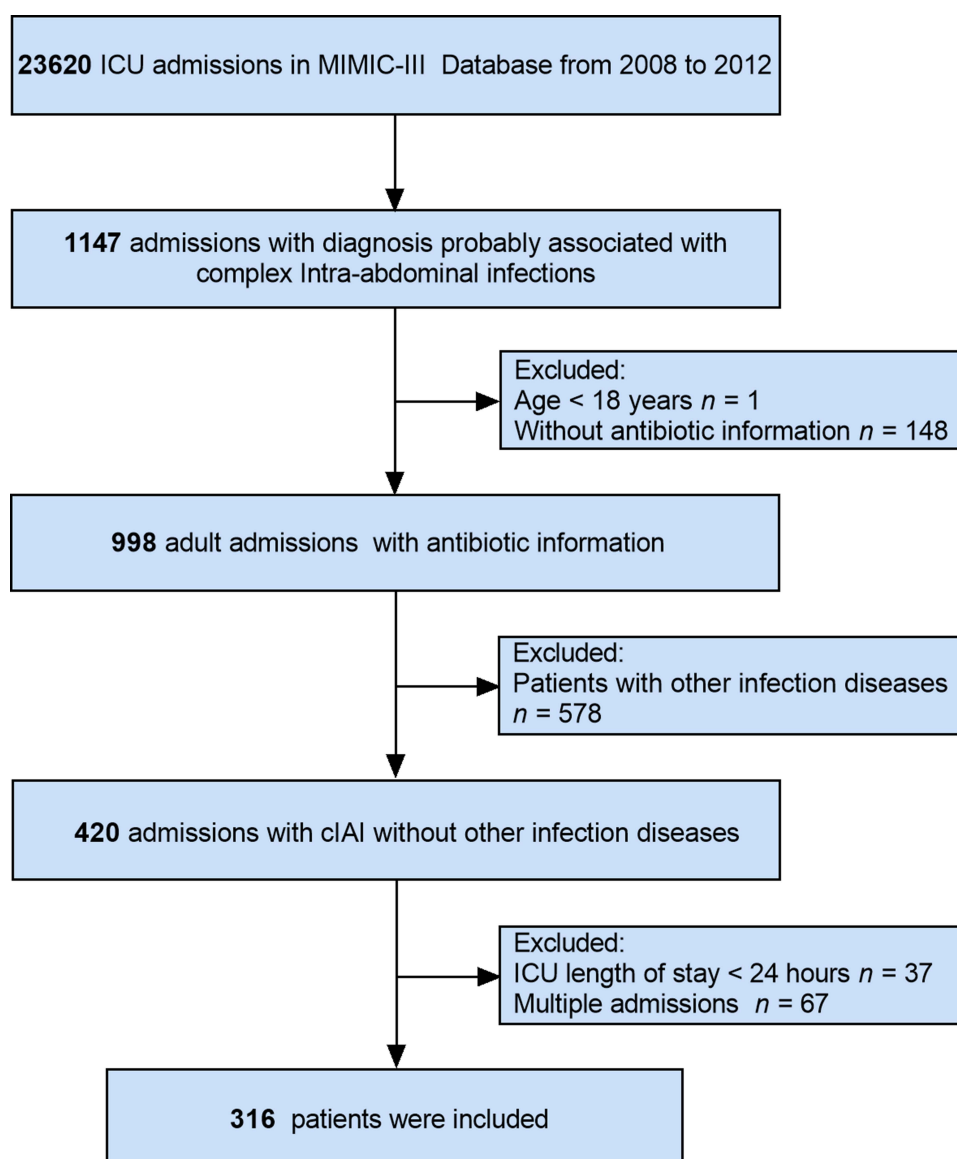 23620 ICU admissions in MIMIC-III Database from 2008 to 2012
1147 admissions with diagnosis probably associated with
complex Intra-abdominal infections
Excluded:
Age < 18 years n = 1
Without antibiotic information n = 148
998 adult admissions with antibiotic information
Excluded:
Patients with other infection diseases
n = 578
420 admissions with cIAI without other infection diseases
Excluded:
ICU length of stay < 24 hours n = 37
Multiple admissions n = 67
316 patients were included